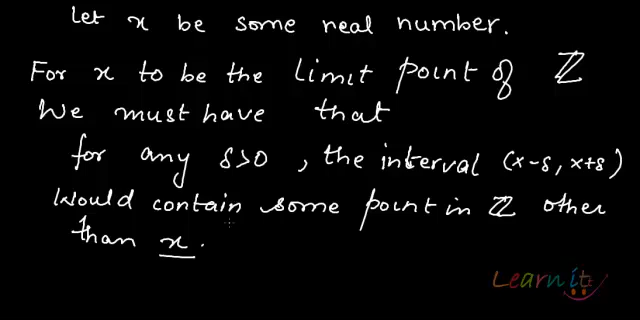 Let x be some real number.
For x to be the limit point of ℤ
We must have that
for any δ>0, the interval (x-δ, x+δ)
Would contain some point in ℤ other
than x.
Learnit